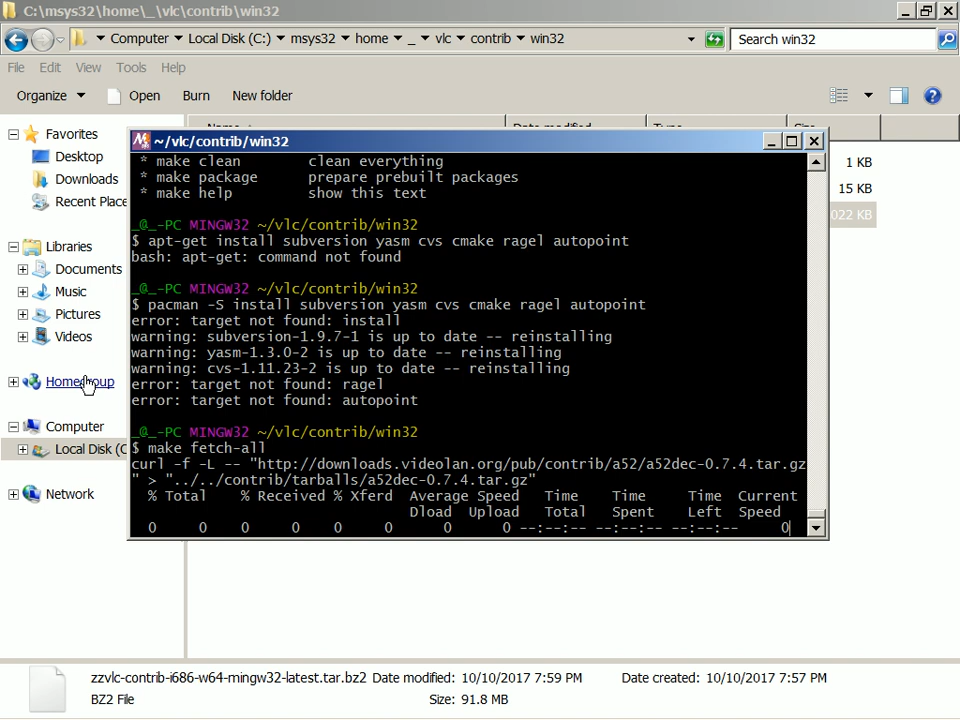 C:\msys32\home\_\vlc\contrib\win32
Computer Local Disk (C:) msys32 home _ vlc contrib win32
Search win32
File Edit View Tools Help
Organize Open Burn New folder
Favorites
Desktop
Downloads
Recent Place
Libraries
Documents
Music
Pictures
Videos
Homegroup
Computer
Local Disk (C
Network
1 KB
15 KB
022 KB
~/vlc/contrib/win32
* make clean clean everything
* make package prepare prebuilt packages
* make help show this text
_@_-PC MINGW32 ~/vlc/contrib/win32
$ apt-get install subversion yasm cvs cmake ragel autopoint
bash: apt-get: command not found
_@_-PC MINGW32 ~/vlc/contrib/win32
$ pacman -S install subversion yasm cvs cmake ragel autopoint
error: target not found: install
warning: subversion-1.9.7-1 is up to date -- reinstalling
warning: yasm-1.3.0-2 is up to date -- reinstalling
warning: cvs-1.11.23-2 is up to date -- reinstalling
error: target not found: ragel
error: target not found: autopoint
_@_-PC MINGW32 ~/vlc/contrib/win32
$ make fetch-all
curl -f -L -- "http://downloads.videolan.org/pub/contrib/a52/a52dec-0.7.4.tar.gz
" > "../../contrib/tarballs/a52dec-0.7.4.tar.gz"
% Total % Received % Xferd Average Speed Time Time Time Current
Dload Upload Total Spent Left Speed
0 0 0 0 0 0 0 0 --:--:-- --:--:-- --:--:-- 0
zzvlc-contrib-i686-w64-mingw32-latest.tar.bz2 Date modified: 10/10/2017 7:59 PM Date created: 10/10/2017 7:57 PM
BZ2 File Size: 91.8 MB